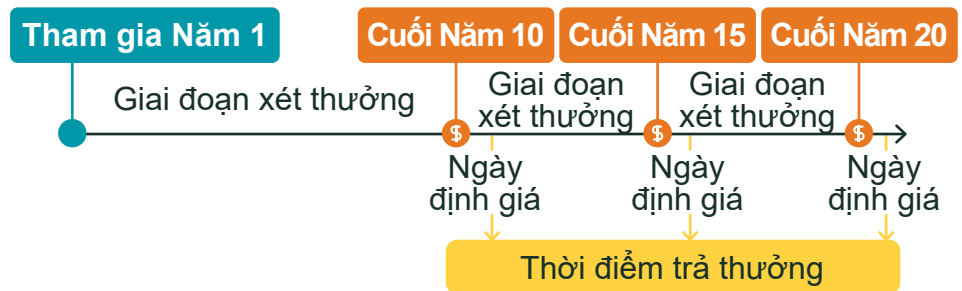 Tham gia Năm 1
Cuối Năm 10
Cuối Năm 15
Cuối Năm 20
Giai đoạn xét thưởng
Giai đoạn
xét thưởng
Giai đoạn
xét thưởng
$
$
$
Ngày
định giá
Ngày
định giá
Ngày
định giá
Thời điểm trả thưởng